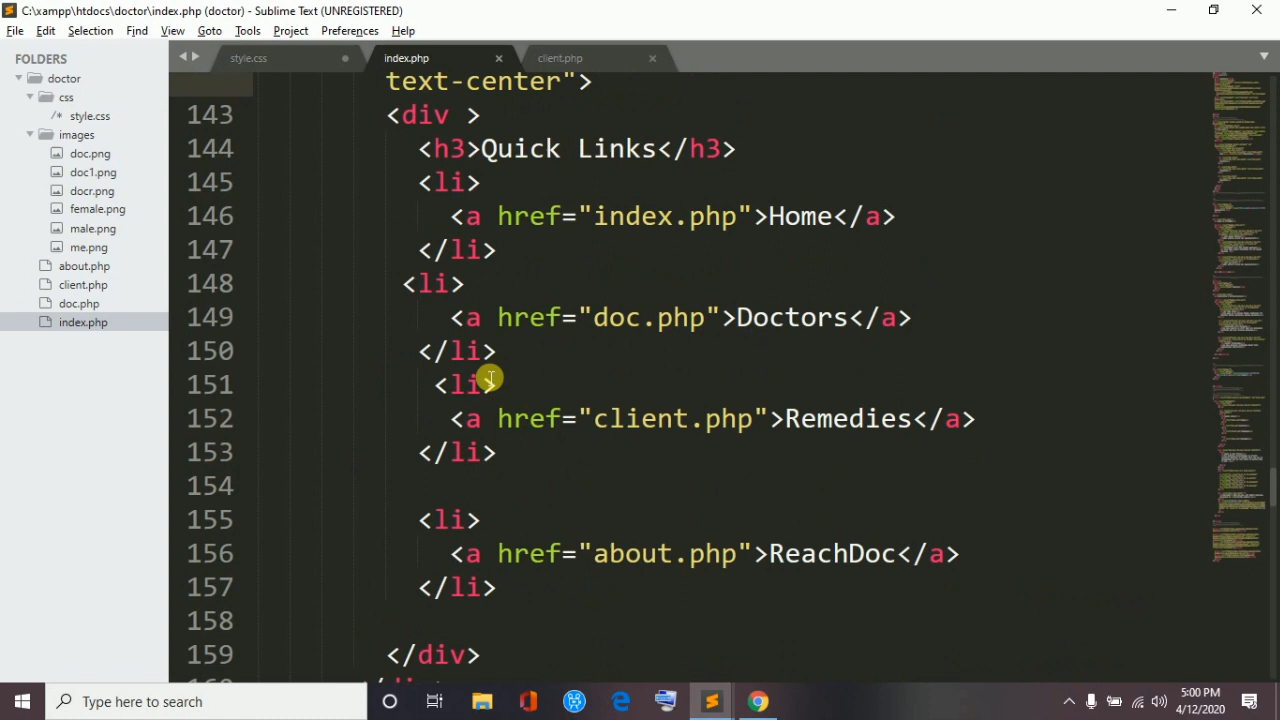 C:\xampp\htdocs\doctor\index.php (doctor) - Sublime Text (UNREGISTERED)
File Edit Selection Find View Goto Tools Project Preferences Help
FOLDERS
doctor
css
/* style.css
images
doc.png
doc1.png
docr.png
female.png
male.png
me.png
about.php
client.php
doc.php
index.php
style.css
index.php
client.php
text-center">
143 <div >
144 <h3>Quick Links</h3>
145 <li>
146 <a href="index.php">Home</a>
147 </li>
148 <li>
149 <a href="doc.php">Doctors</a>
150 </li>
151 <li>
152 <a href="client.php">Remedies</a>
153 </li>
154
155 <li>
156 <a href="about.php">ReachDoc</a>
157 </li>
158
159 </div>
Type here to search
5:00 PM
4/12/2020